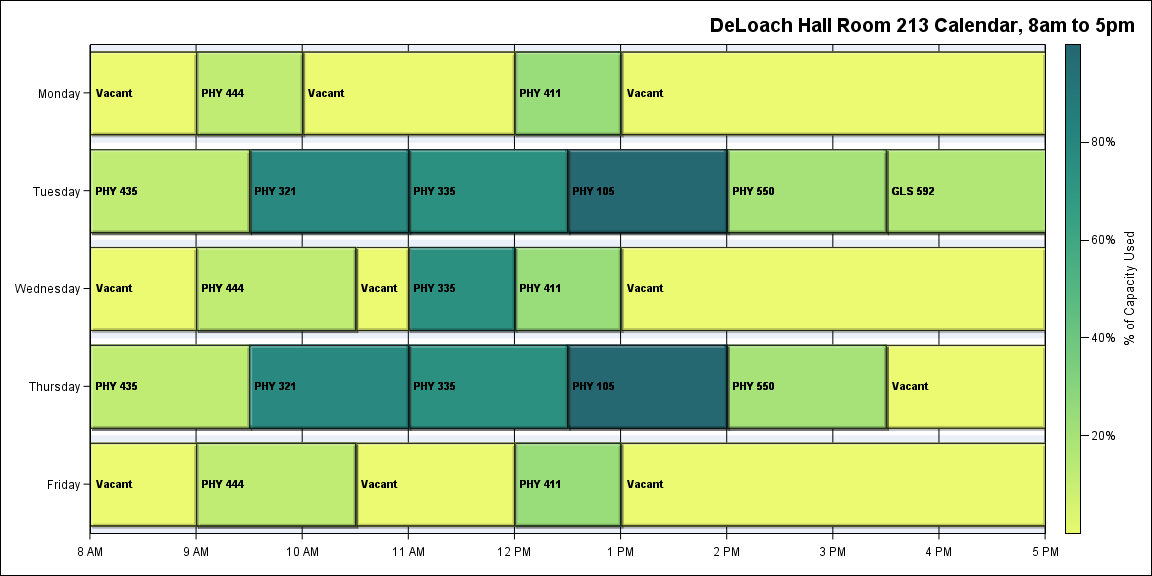 DeLoach Hall Room 213 Calendar, 8am to 5pm
Monday Vacant PHY 444 Vacant PHY 411 Vacant
Tuesday PHY 435 PHY 321 PHY 335 PHY 105 PHY 550 GLS 592
Wednesday Vacant PHY 444 Vacant PHY 335 PHY 411 Vacant
Thursday PHY 435 PHY 321 PHY 335 PHY 105 PHY 550 Vacant
Friday Vacant PHY 444 Vacant PHY 411 Vacant
8 AM 9 AM 10 AM 11 AM 12 PM 1 PM 2 PM 3 PM 4 PM 5 PM
80%
60%
40%
20%
% of Capacity Used